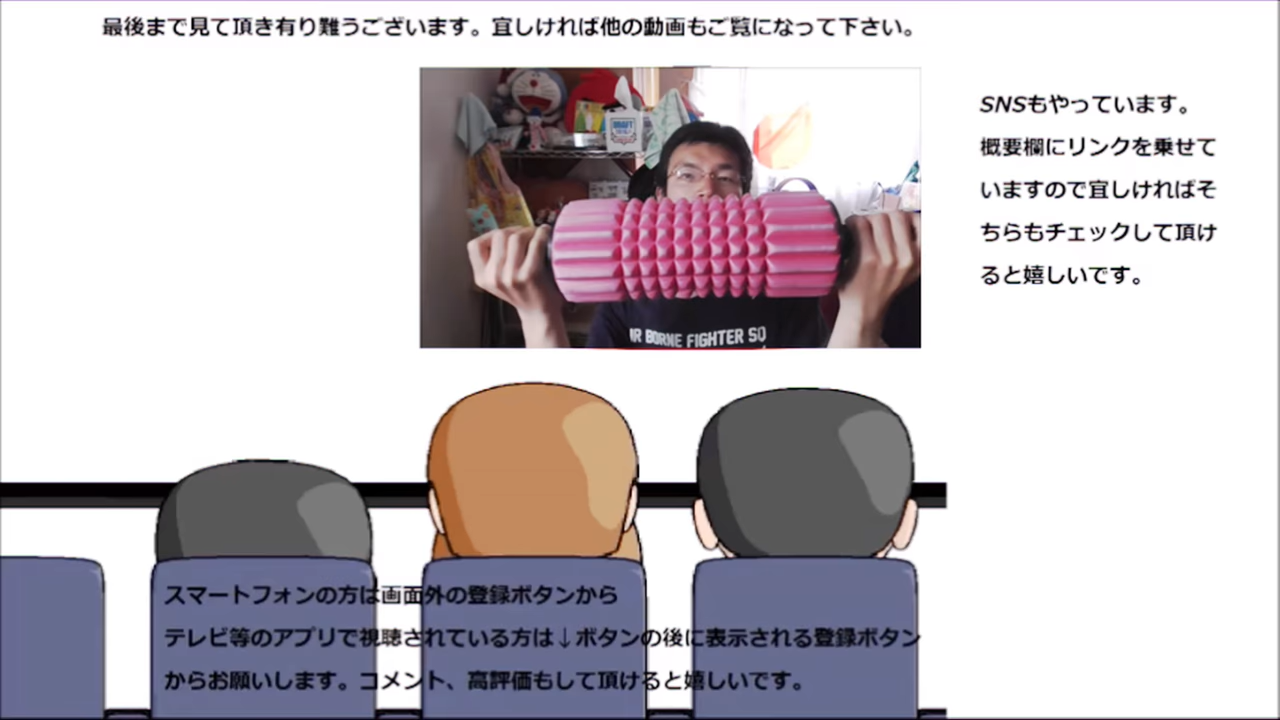 最後まで見て頂き有り難うございます。宜しければ他の動画もご覧になって下さい。
SNSもやっています。
概要欄にリンクを乗せて
いますので宜しければそ
ちらもチェックして頂け
ると嬉しいです。
IR BORNE FIGHTER SQ
スマートフォンの方は画面外の登録ボタンから
テレビ等のアプリで視聴されている方は↓ボタンの後に表示される登録ボタン
からお願いします。コメント、高評価もして頂けると嬉しいです。